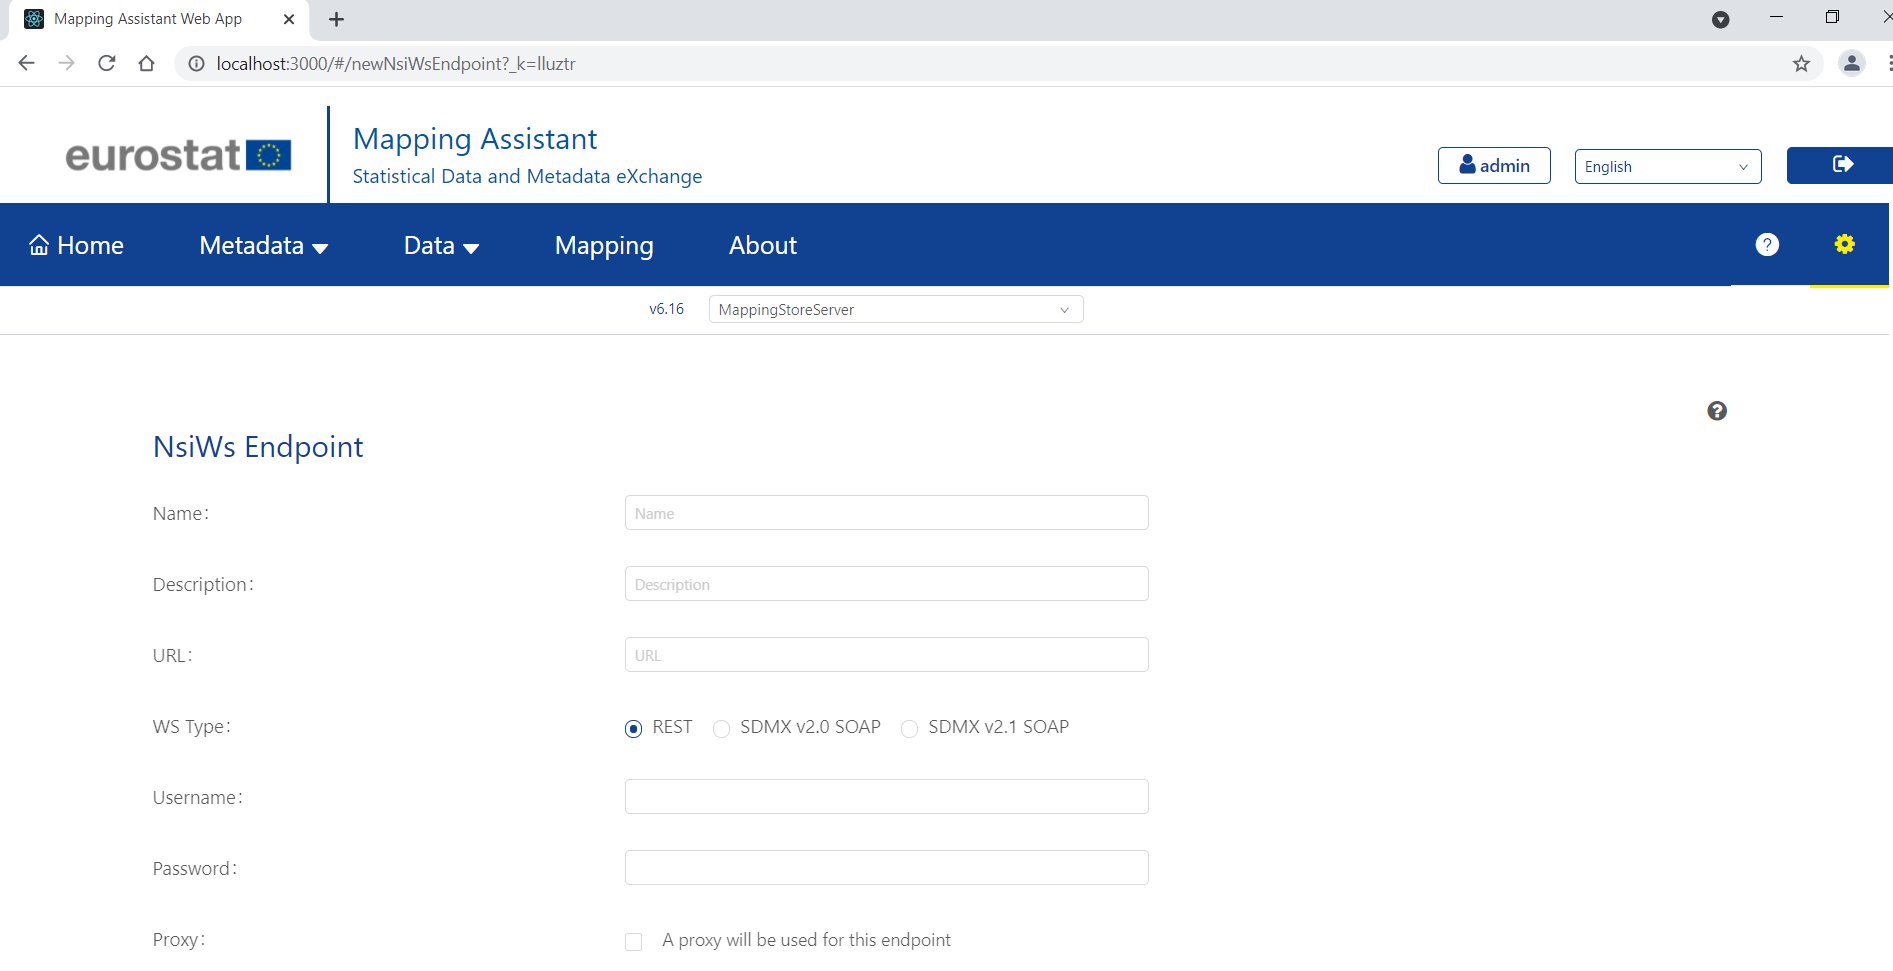 Mapping Assistant Web App
localhost:3000/#/newNsiWsEndpoint?_k=lluztr
eurostat
Mapping Assistant
Statistical Data and Metadata eXchange
admin
English
Home
Metadata
Data
Mapping
About
v6.16
MappingStoreServer
NsiWs Endpoint
Name:
Name
Description:
Description
URL:
URL
WS Type:
REST
SDMX v2.0 SOAP
SDMX v2.1 SOAP
Username:
Password:
Proxy:
A proxy will be used for this endpoint